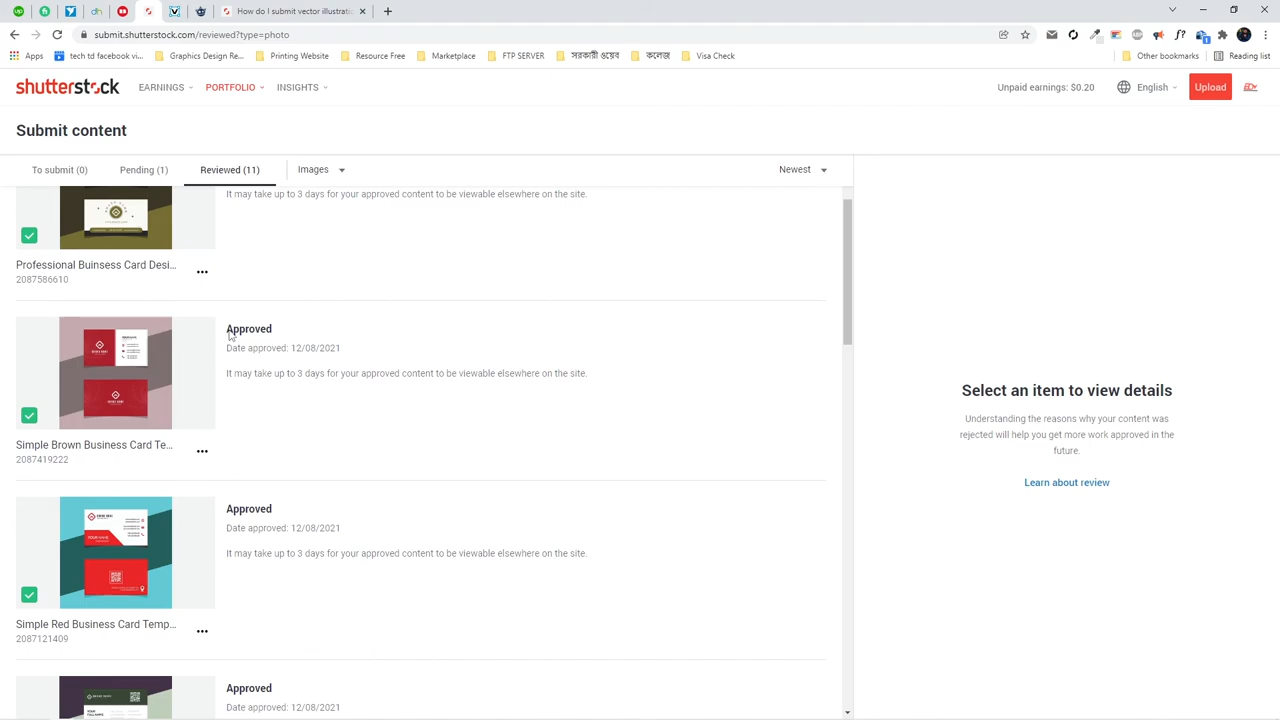 How do I submit vector illustratic
submit.shutterstock.com/reviewed?type=photo
Apps
tech td facebook vi...
Graphics Design Re...
Printing Website
Resource Free
Marketplace
FTP SERVER
সরকারী ওয়েব
কলেজ
Visa Check
Other bookmarks
Reading list
shutterstock
EARNINGS
PORTFOLIO
INSIGHTS
Unpaid earnings: $0.20
English
Upload
Submit content
To submit (0)
Pending (1)
Reviewed (11)
Images
Newest
It may take up to 3 days for your approved content to be viewable elsewhere on the site.
Professional Buinsess Card Desi...
2087586610
Approved
Date approved: 12/08/2021
It may take up to 3 days for your approved content to be viewable elsewhere on the site.
Simple Brown Business Card Te...
2087419222
Approved
Date approved: 12/08/2021
It may take up to 3 days for your approved content to be viewable elsewhere on the site.
Simple Red Business Card Temp...
2087121409
Approved
Date approved: 12/08/2021
Select an item to view details
Understanding the reasons why your content was
rejected will help you get more work approved in the
future.
Learn about review